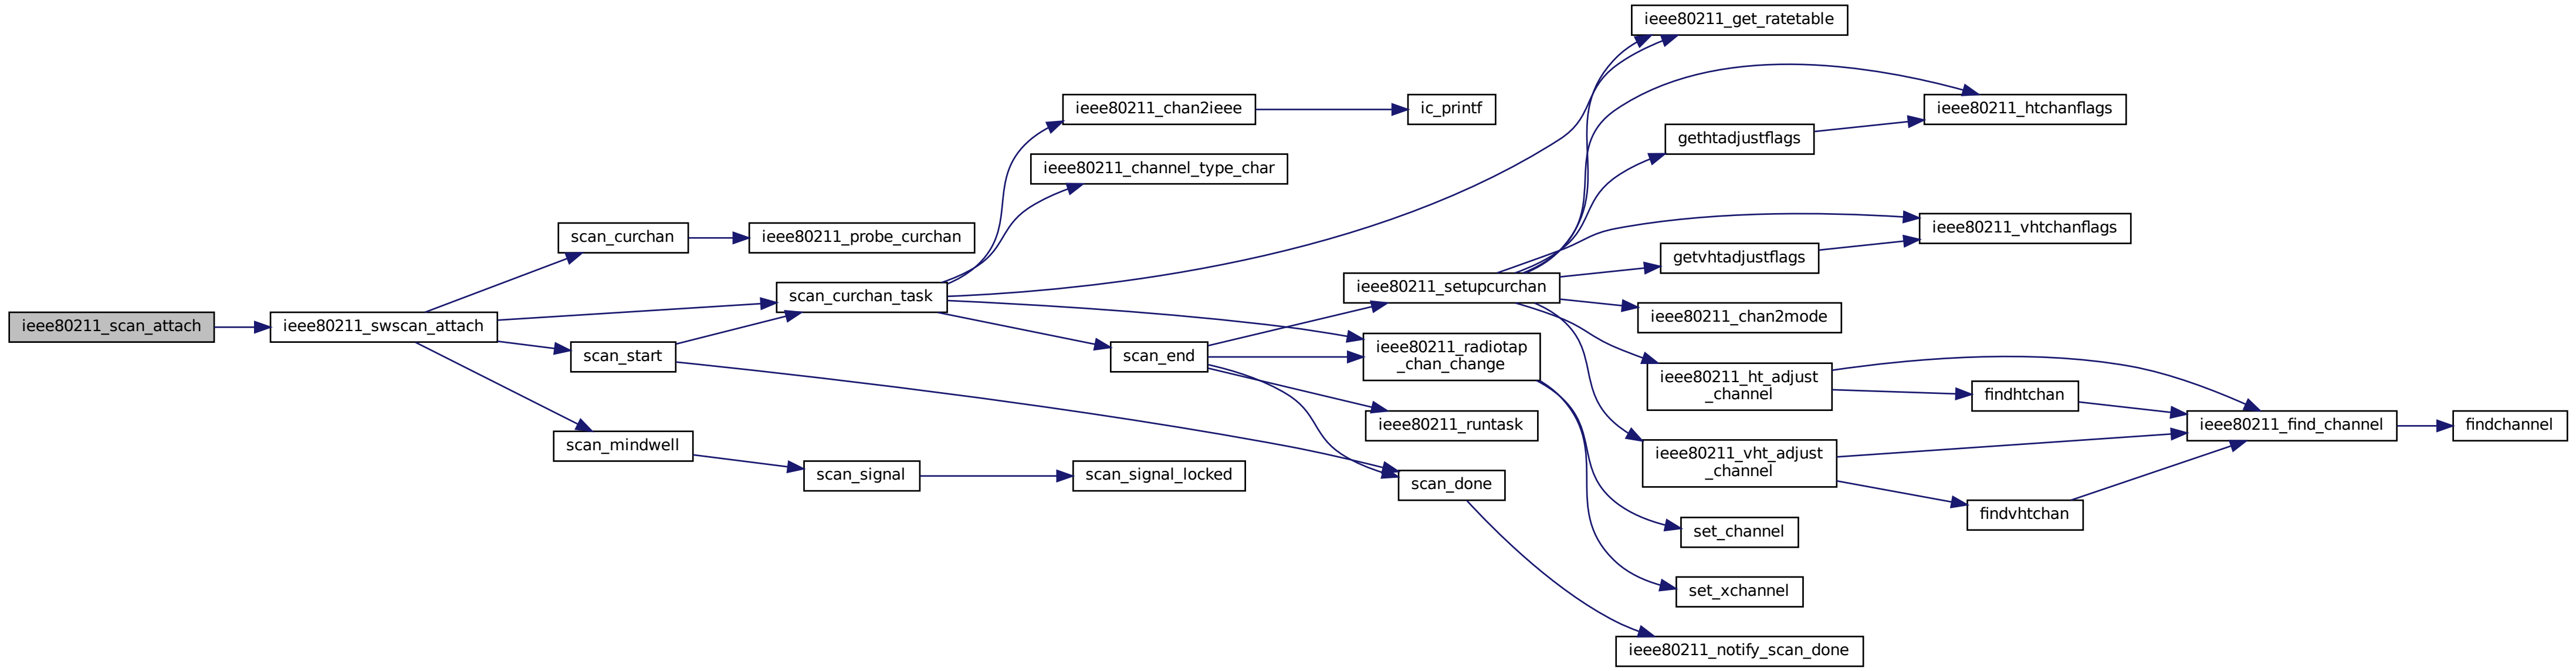 ieee80211_scan_attach
ieee80211_swscan_attach
scan_curchan
scan_start
scan_mindwell
ieee80211_probe_curchan
scan_curchan_task
scan_signal
ieee80211_chan2ieee
ieee80211_channel_type_char
scan_end
scan_signal_locked
ic_printf
ieee80211_setupcurchan
ieee80211_radiotap
_chan_change
ieee80211_runtask
scan_done
ieee80211_get_ratetable
gethtadjustflags
getvhtadjustflags
ieee80211_chan2mode
ieee80211_ht_adjust
_channel
ieee80211_vht_adjust
_channel
set_channel
set_xchannel
ieee80211_notify_scan_done
ieee80211_htchanflags
ieee80211_vhtchanflags
findhtchan
findvhtchan
ieee80211_find_channel
findchannel